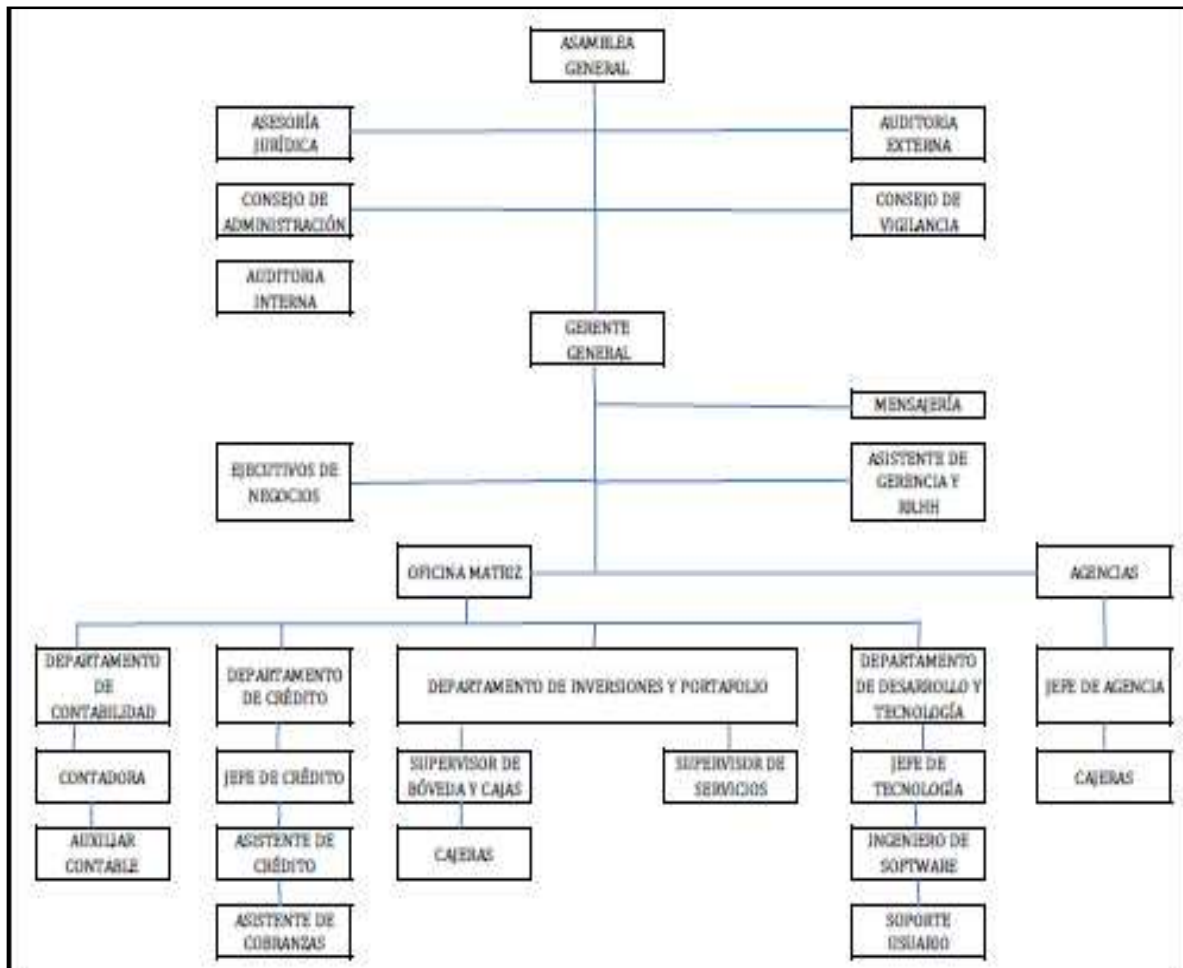 ASAMBLEA
GENERAL
ASESORÍA
JURÍDICA
AUDITORIA
EXTERNA
CONSEJO DE
ADMINISTRACIÓN
CONSEJO DE
VIGILANCIA
AUDITORIA
INTERNA
GERENTE
GENERAL
MENSAJERÍA
EJECUTIVOS DE
NEGOCIOS
ASISTENTE DE
GERENCIA Y
RR.HH
OFICINA MATRIZ
AGENCIAS
DEPARTAMENTO
DE
CONTABILIDAD
DEPARTAMENTO
DE CRÉDITO
DEPARTAMENTO DE INVERSIONES Y PORTAFOLIO
DEPARTAMENTO
DE DESARROLLO Y
TECNOLOGÍA
JEFE DE AGENCIA
CONTADORA
JEFE DE CRÉDITO
SUPERVISOR DE
BÓVEDA Y CAJAS
SUPERVISOR DE
SERVICIOS
JEFE DE
TECNOLOGÍA
CAJERAS
AUXILIAR
CONTABLE
ASISTENTE DE
CRÉDITO
CAJERAS
INGENIERO DE
SOFTWARE
ASISTENTE DE
COBRANZAS
SOPORTE
USUARIO